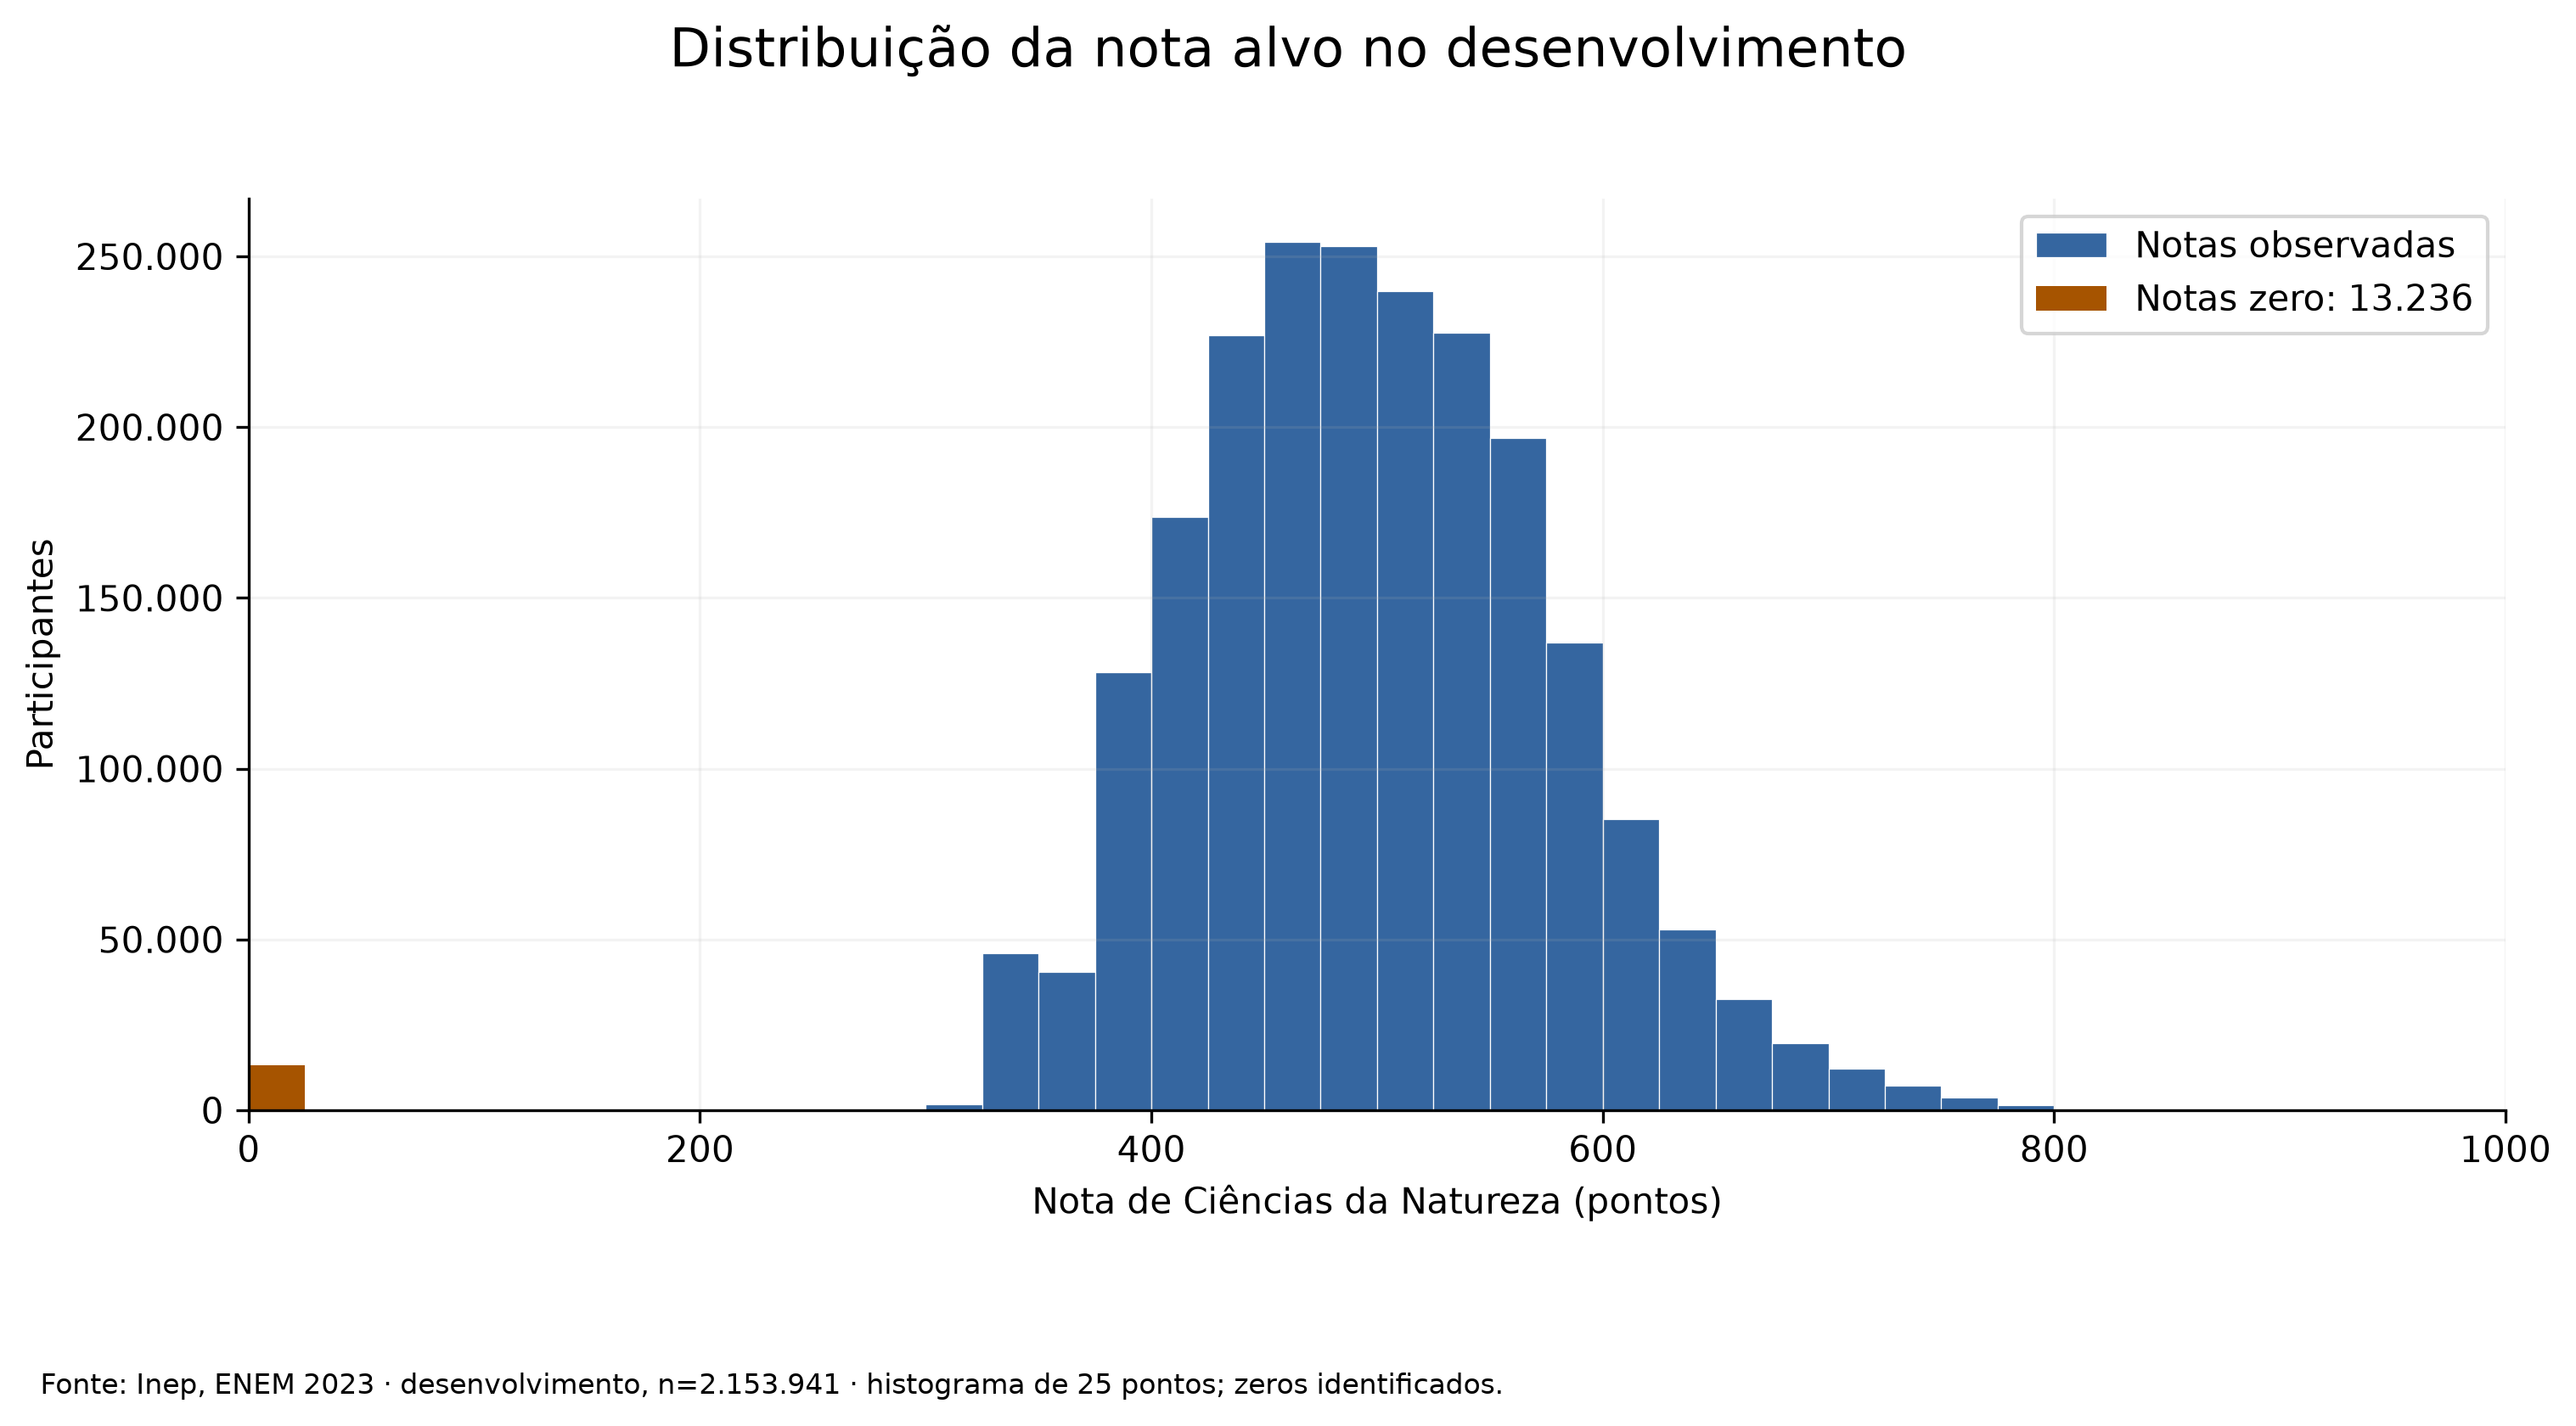 Distribuição da nota alvo no desenvolvimento
Notas observadas
Notas zero: 13.236
Participantes
250.000
200.000
150.000
100.000
50.000
0
0 200 400 600 800 1000
Nota de Ciências da Natureza (pontos)
Fonte: Inep, ENEM 2023 · desenvolvimento, n=2.153.941 · histograma de 25 pontos; zeros identificados.